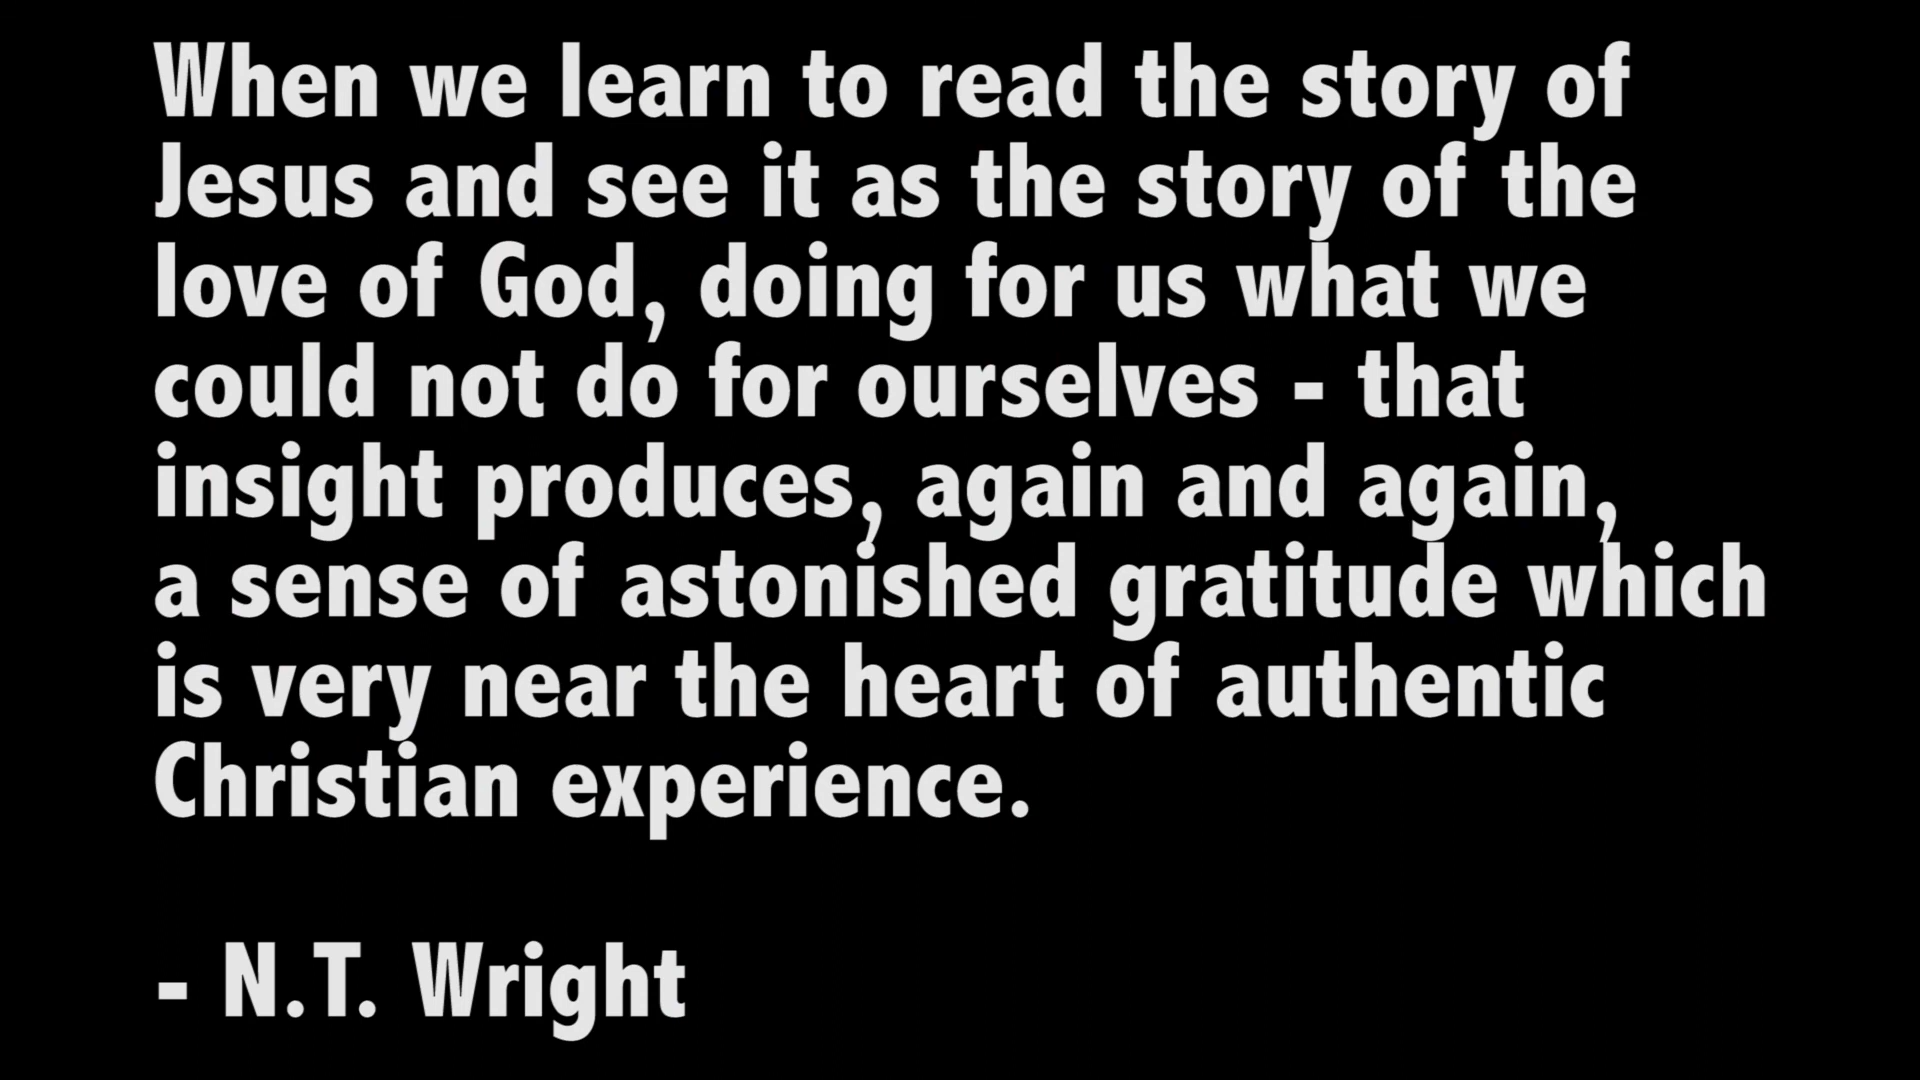 When we learn to read the story of
Jesus and see it as the story of the
love of God, doing for us what we
could not do for ourselves - that
insight produces, again and again,
a sense of astonished gratitude which
is very near the heart of authentic
Christian experience.
- N.T. Wright